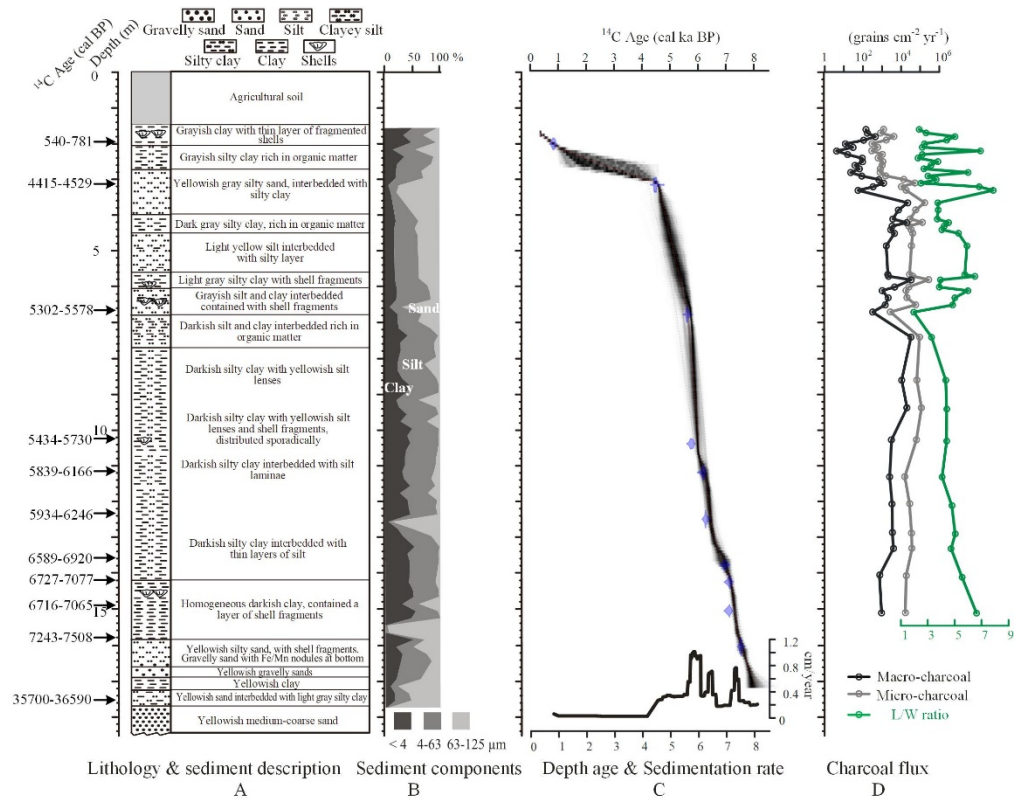 Gravelly sand Sand Silt Clayey silt
Silty clay Clay Shells
¹⁴C Age (cal BP)
Depth (m)
0
5
10
15
540-781
4415-4529
5302-5578
5434-5730
5839-6166
5934-6246
6589-6920
6727-7077
6716-7065
7243-7508
35700-36590
Agricultural soil
Grayish clay with thin layer of fragmented
shells
Grayish silty clay rich in organic matter
Yellowish gray silty sand, interbedded with
silty clay
Dark gray silty clay, rich in organic matter
Light yellow silt interbedded
with silty layer
Light gray silty clay with shell fragments
Grayish silt and clay interbedded
contained with shell fragments
Darkish silt and clay interbedded rich in
organic matter
Darkish silty clay with yellowish silt
lenses
Darkish silty clay with yellowish silt
lenses and shell fragments,
distributed sporadically
Darkish silty clay interbedded with silt
laminae
Darkish silty clay interbedded with
thin layers of silt
Homogeneous darkish clay, contained a
layer of shell fragments
Yellowish silty sand, with shell fragments.
Gravelly sand with Fe/Mn nodules at bottom
Yellowish gravelly sands
Yellowish clay
Yellowish sand interbedded with light gray silty clay
Yellowish medium-coarse sand
Lithology & sediment description
A
0 50 100 %
Sand
Silt
Clay
< 4 4-63 63-125 μm
Sediment components
B
¹⁴C Age (cal ka BP)
0 1 2 3 4 5 6 7 8
1.2
0.8
0.4
0
cm/year
0 1 2 3 4 5 6 7 8
Depth age & Sedimentation rate
C
(grains cm⁻² yr⁻¹)
10² 10⁴ 10⁶
1 3 5 7 9
Macro-charcoal
Micro-charcoal
L/W ratio
Charcoal flux
D